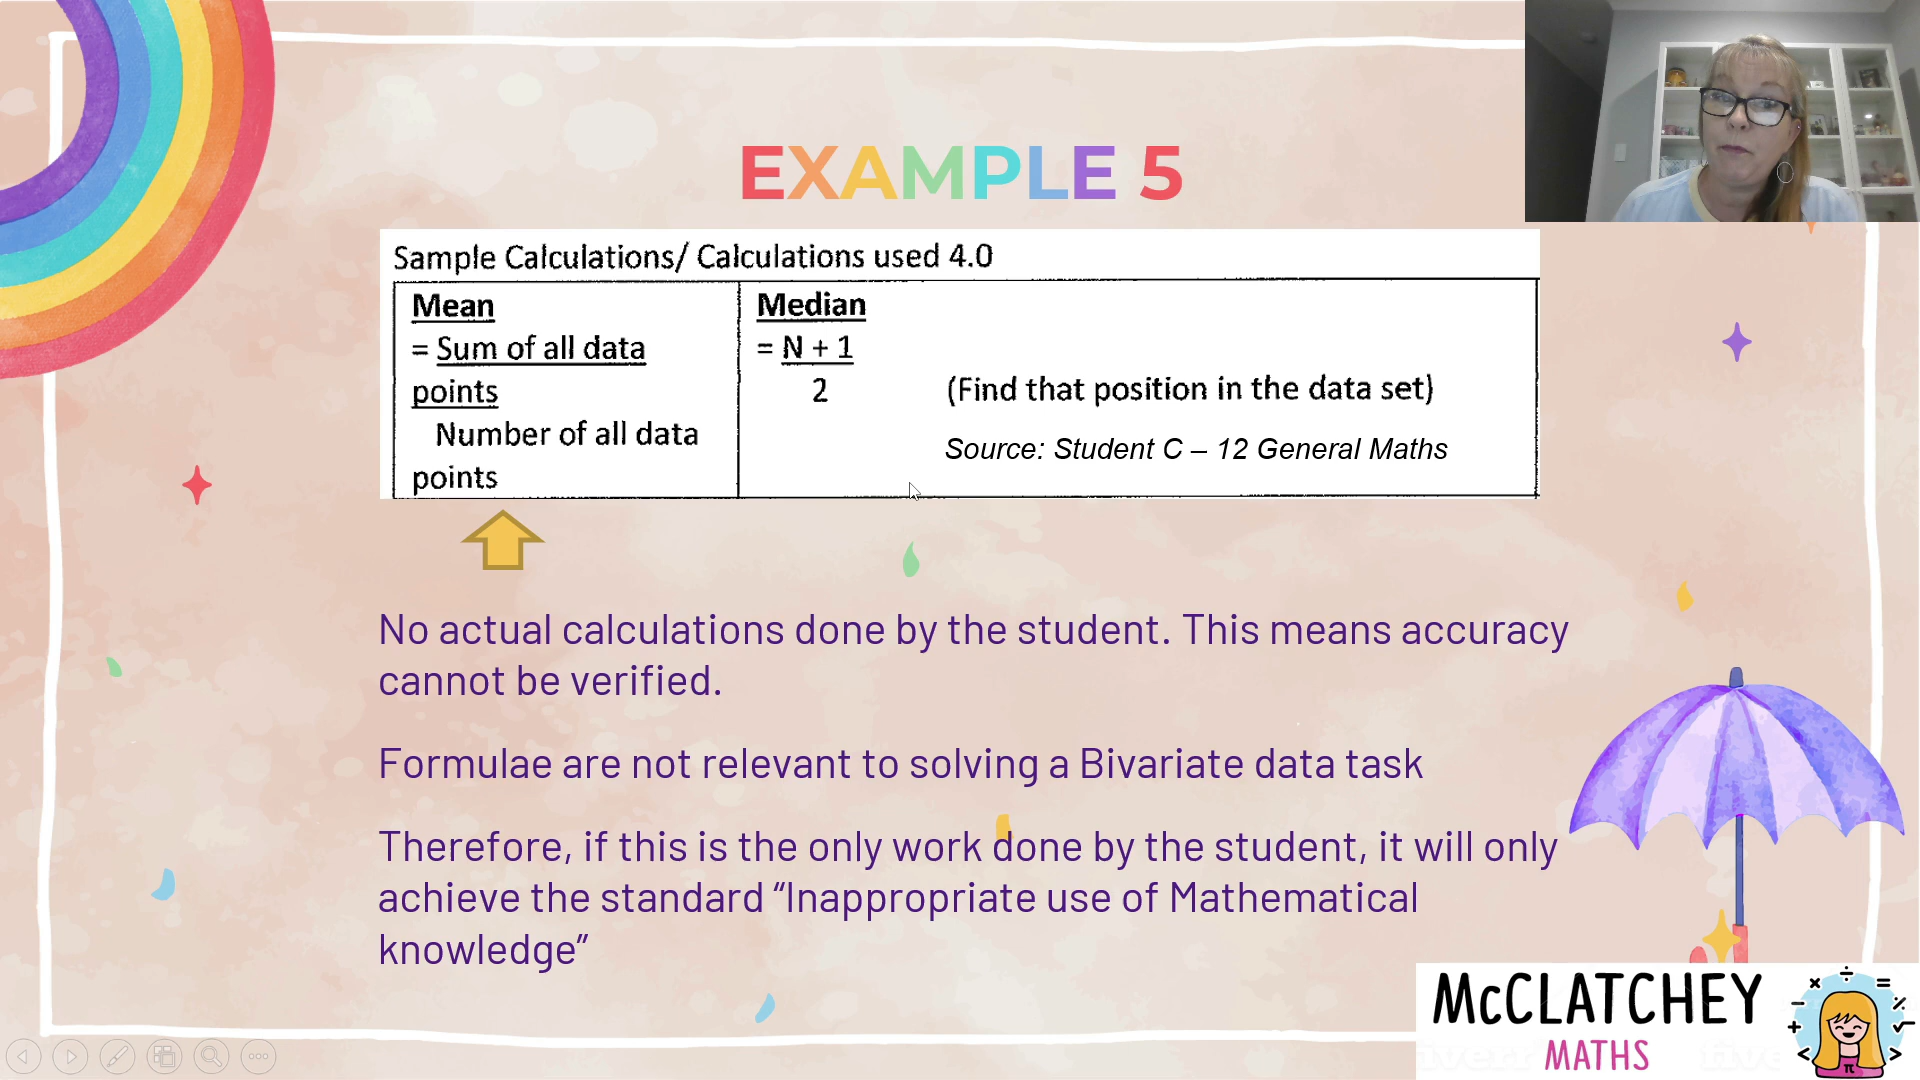 EXAMPLE 5
Sample Calculations/ Calculations used 4.0
Mean
= Sum of all data
points
Number of all data
points
Median
= N + 1
2
(Find that position in the data set)
Source: Student C – 12 General Maths
No actual calculations done by the student. This means accuracy
cannot be verified.
Formulae are not relevant to solving a Bivariate data task
Therefore, if this is the only work done by the student, it will only
achieve the standard “Inappropriate use of Mathematical
knowledge”
McCLATCHEY
MATHS